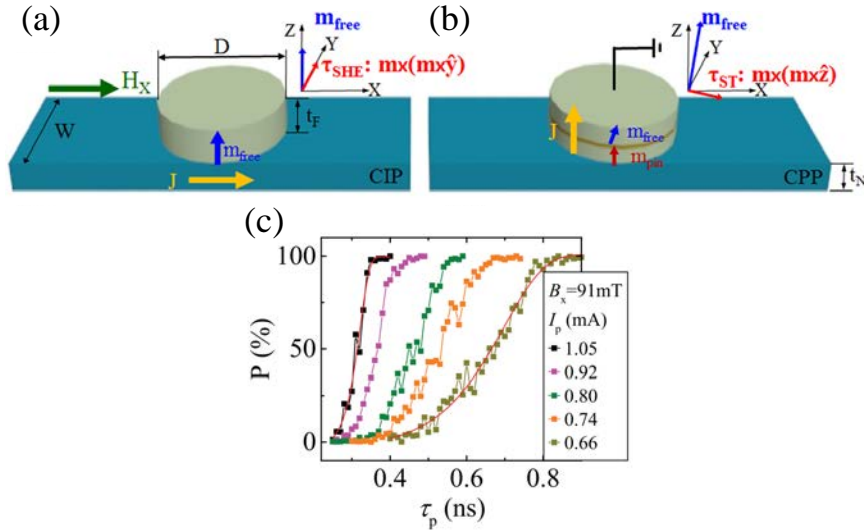 (a)
H_X
W
D
t_F
m_free
J
CIP
Z
m_free
Y
τ_SHE: m×(m×ŷ)
X
(b)
J
m_free
m_pin
CPP
t_N
Z
m_free
Y
τ_ST: m×(m×ẑ)
X
(c)
P (%)
100
50
0
0.4
0.6
0.8
τ_p (ns)
B_x=91mT
I_p (mA)
1.05
0.92
0.80
0.74
0.66